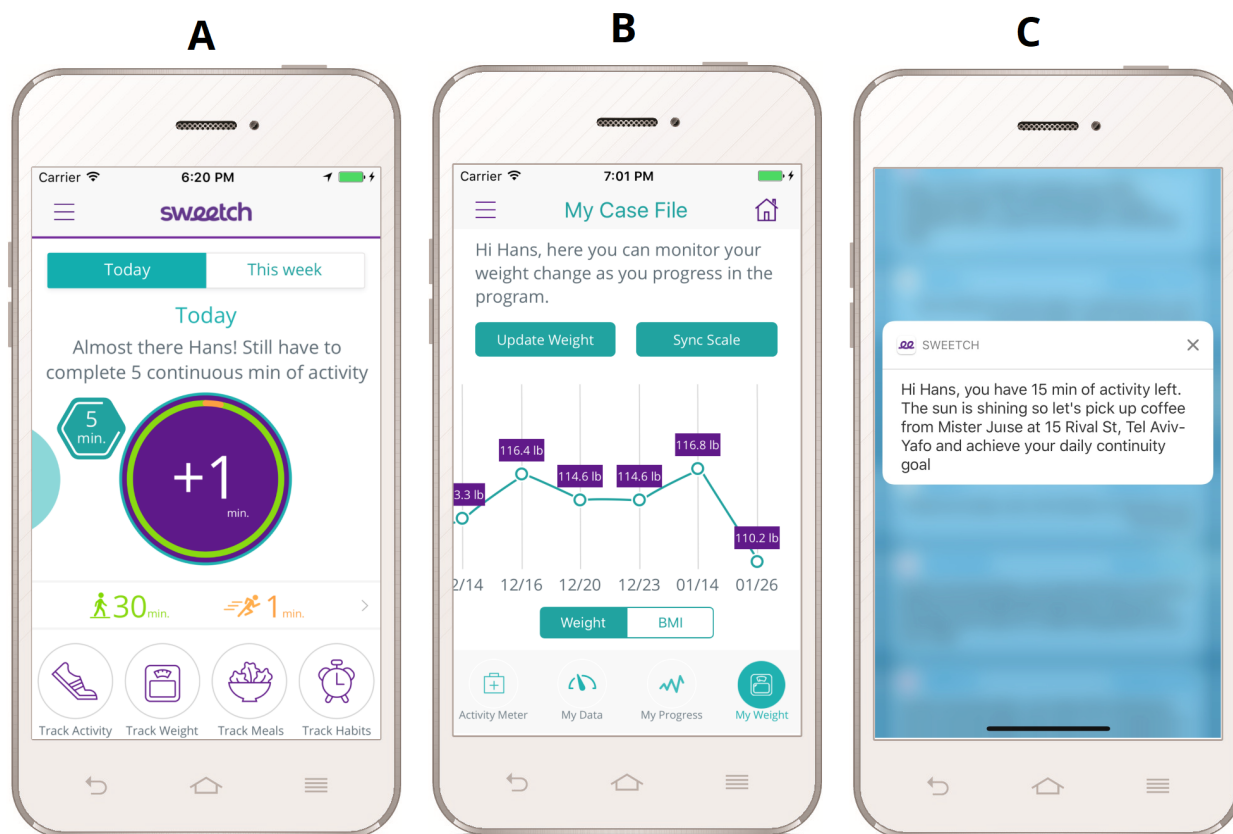 A
Carrier 6:20 PM
sweetch
Today This week
Today
Almost there Hans! Still have to
complete 5 continuous min of activity
5
min.
+1
min.
30 min. 1 min.
Track Activity Track Weight Track Meals Track Habits
B
Carrier 7:01 PM
My Case File
Hi Hans, here you can monitor your
weight change as you progress in the
program.
Update Weight Sync Scale
116.8 lb
116.4 lb
114.6 lb 114.6 lb
3.3 lb
110.2 lb
2/14 12/16 12/20 12/23 01/14 01/26
Weight BMI
Activity Meter My Data My Progress My Weight
C
SWEETCH
Hi Hans, you have 15 min of activity left.
The sun is shining so let's pick up coffee
from Mister Juise at 15 Rival St, Tel Aviv-
Yafo and achieve your daily continuity
goal